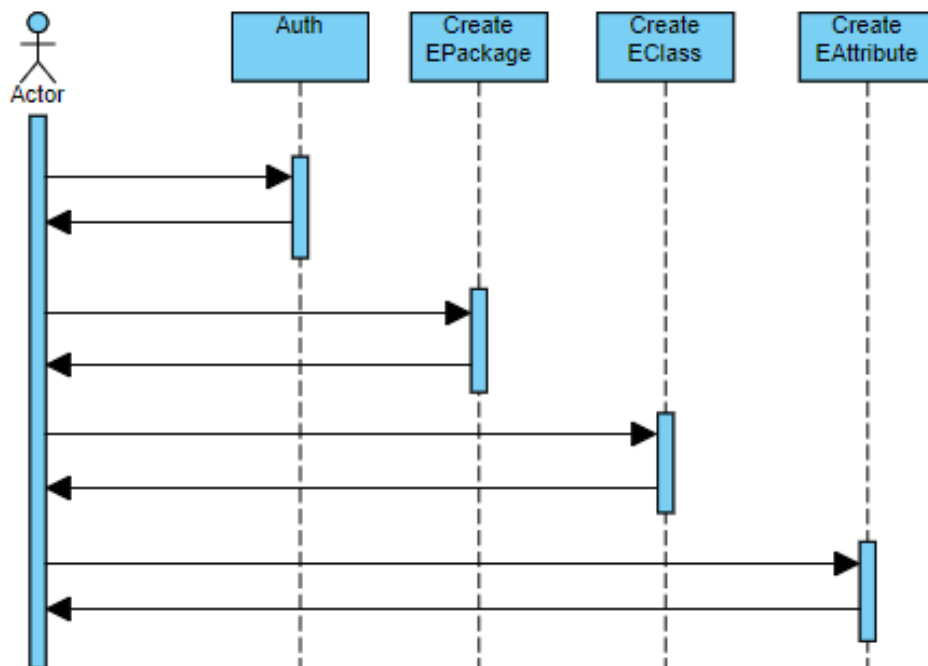 Actor
Auth
Create
EPackage
Create
EClass
Create
EAttribute